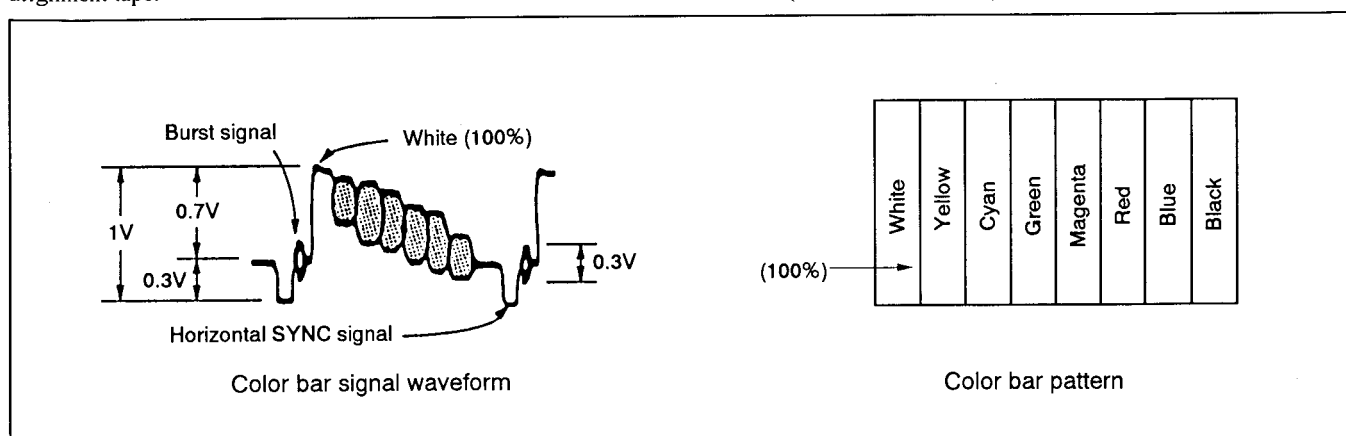 alignment tape.
Burst signal
White (100%)
1V
0.7V
0.3V
0.3V
Horizontal SYNC signal
Color bar signal waveform
(100%)
White
Yellow
Cyan
Green
Magenta
Red
Blue
Black
Color bar pattern